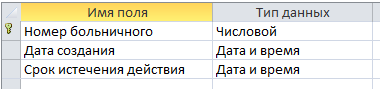 Имя поля Тип данных
Номер больничного Числовой
Дата создания Дата и время
Срок истечения действия Дата и время